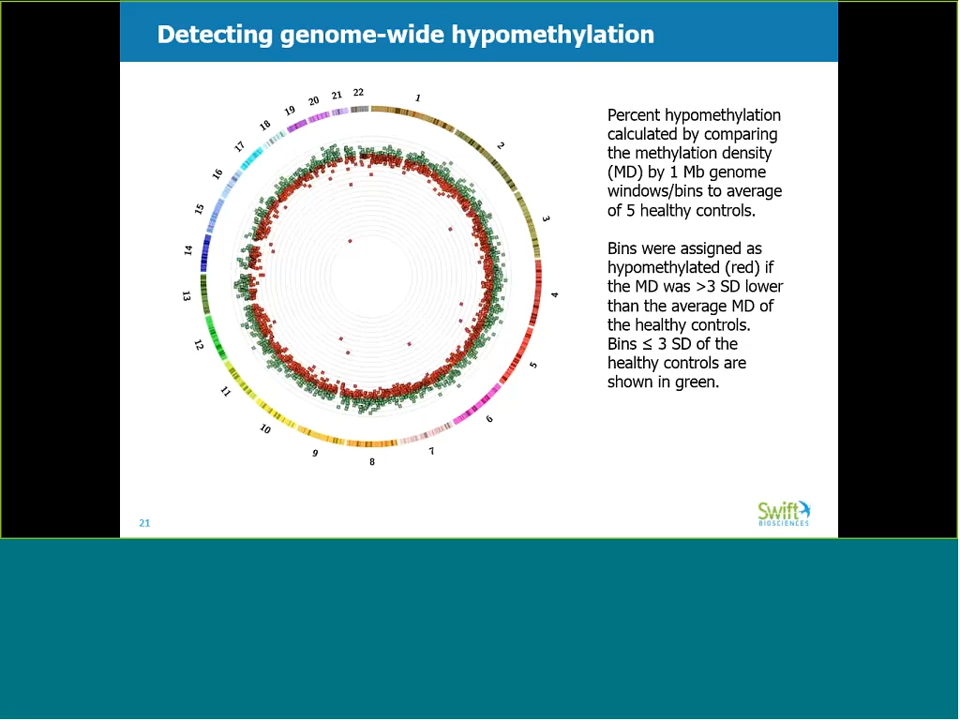 Detecting genome-wide hypomethylation
1
2
3
4
5
6
7
8
9
10
11
12
13
14
15
16
17
18
19
20
21
22
Percent hypomethylation
calculated by comparing
the methylation density
(MD) by 1 Mb genome
windows/bins to average
of 5 healthy controls.
Bins were assigned as
hypomethylated (red) if
the MD was >3 SD lower
than the average MD of
the healthy controls.
Bins ≤ 3 SD of the
healthy controls are
shown in green.
21
Swift
BIOSCIENCES